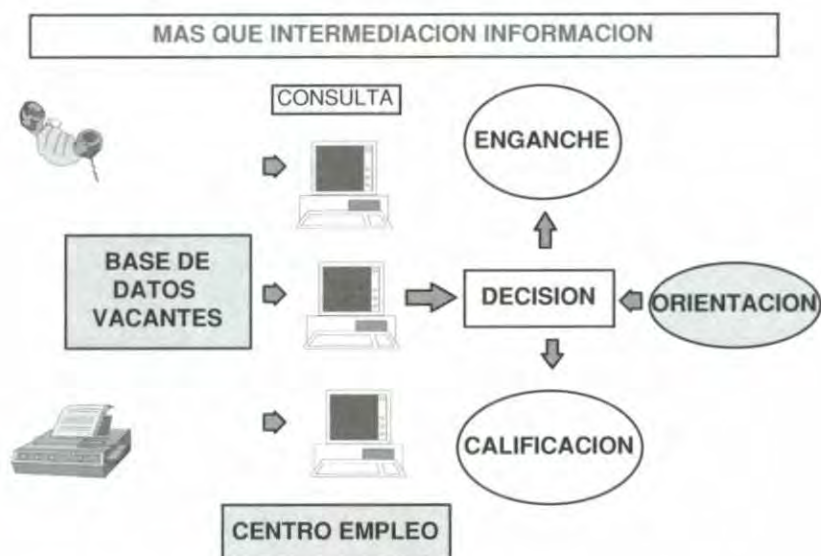 MAS QUE INTERMEDIACION INFORMACION
CONSULTA
ENGANCHE
BASE DE
DATOS
VACANTES
DECISION
ORIENTACION
CALIFICACION
CENTRO EMPLEO